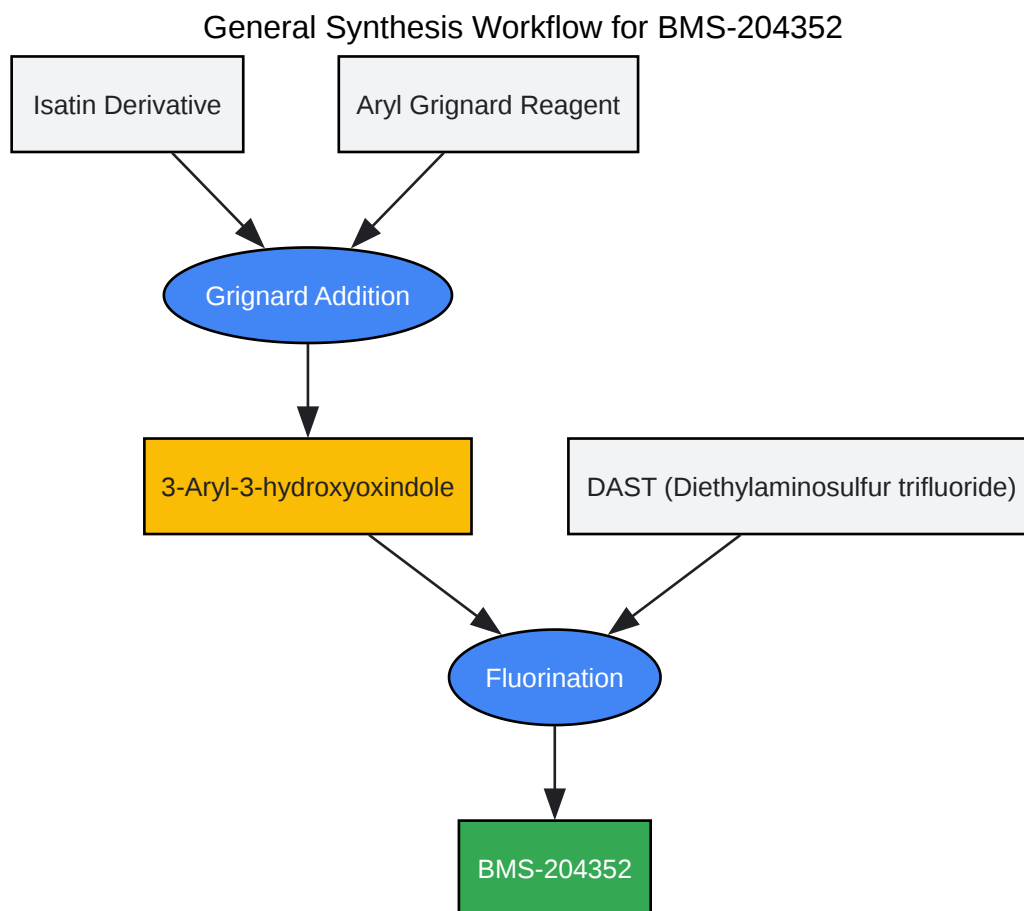 General Synthesis Workflow for BMS-204352
Isatin Derivative
Aryl Grignard Reagent
Grignard Addition
3-Aryl-3-hydroxyoxindole
DAST (Diethylaminosulfur trifluoride)
Fluorination
BMS-204352